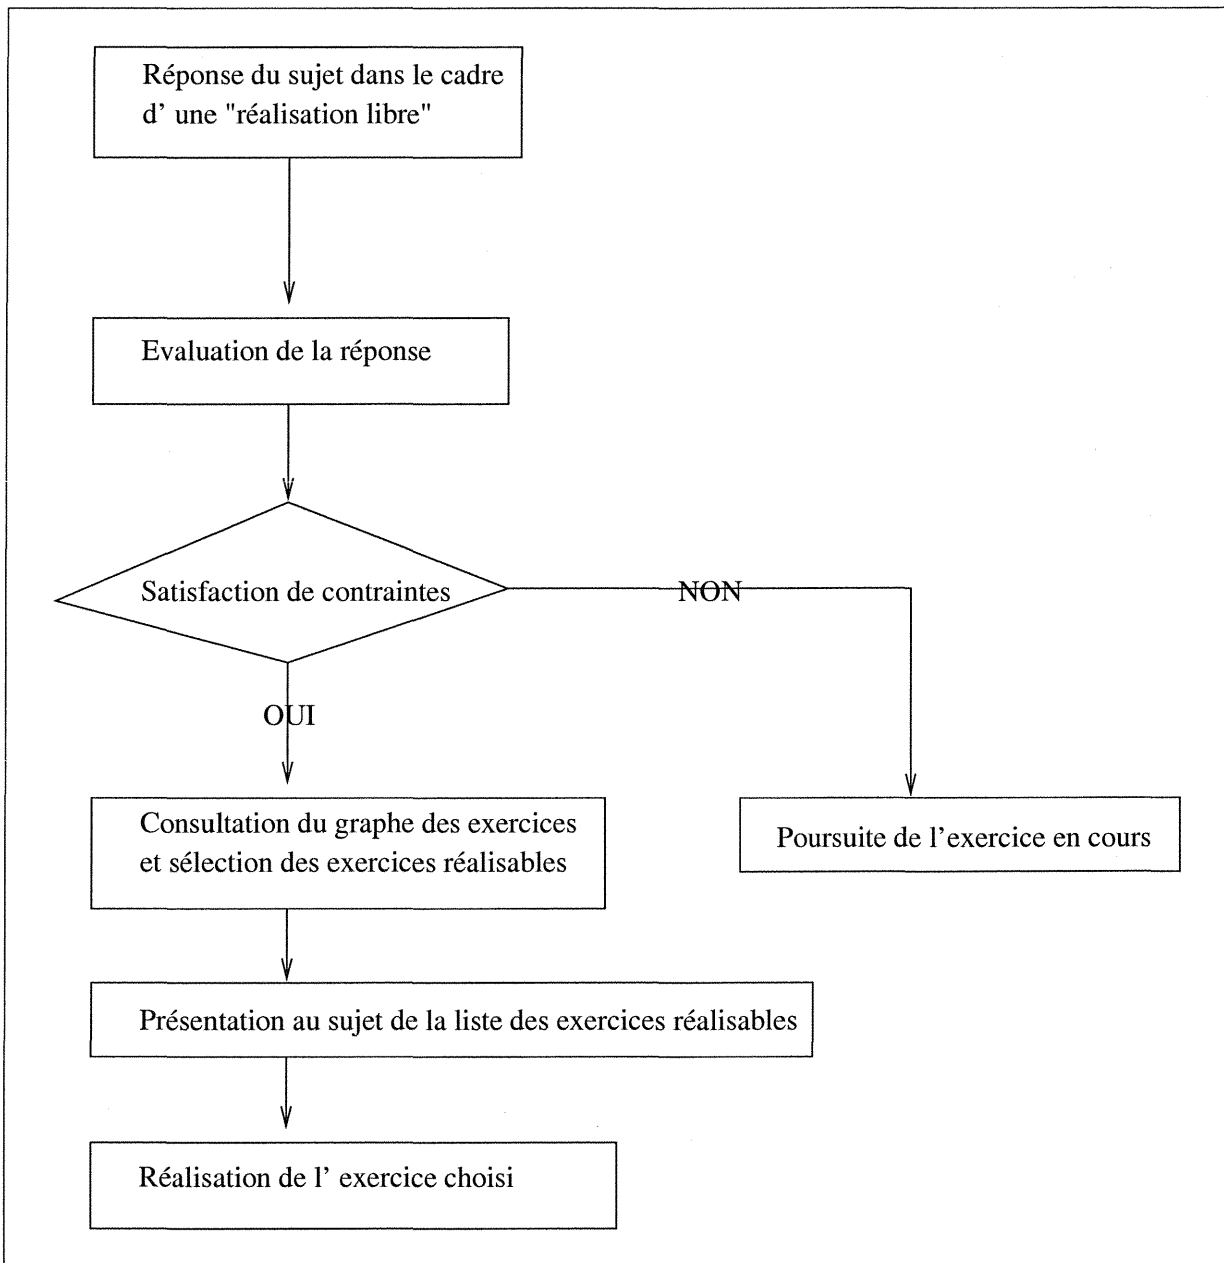 Réponse du sujet dans le cadre
d' une "réalisation libre"
Evaluation de la réponse
Satisfaction de contraintes
NON
OUI
Consultation du graphe des exercices
et sélection des exercices réalisables
Poursuite de l'exercice en cours
Présentation au sujet de la liste des exercices réalisables
Réalisation de l' exercice choisi